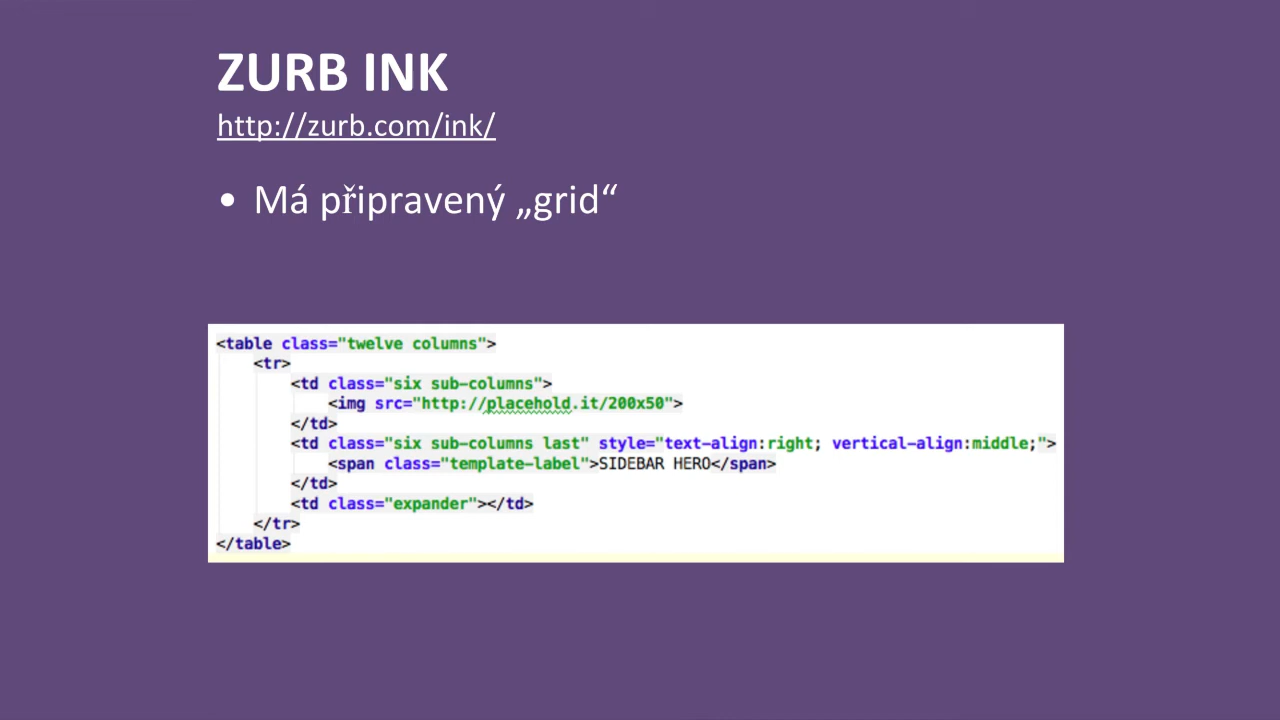 ZURB INK
http://zurb.com/ink/
• Má připravený „grid“
<table class="twelve columns">
    <tr>
        <td class="six sub-columns">
            <img src="http://placehold.it/200x50">
        </td>
        <td class="six sub-columns last" style="text-align:right; vertical-align:middle;">
            <span class="template-label">SIDEBAR HERO</span>
        </td>
        <td class="expander"></td>
    </tr>
</table>